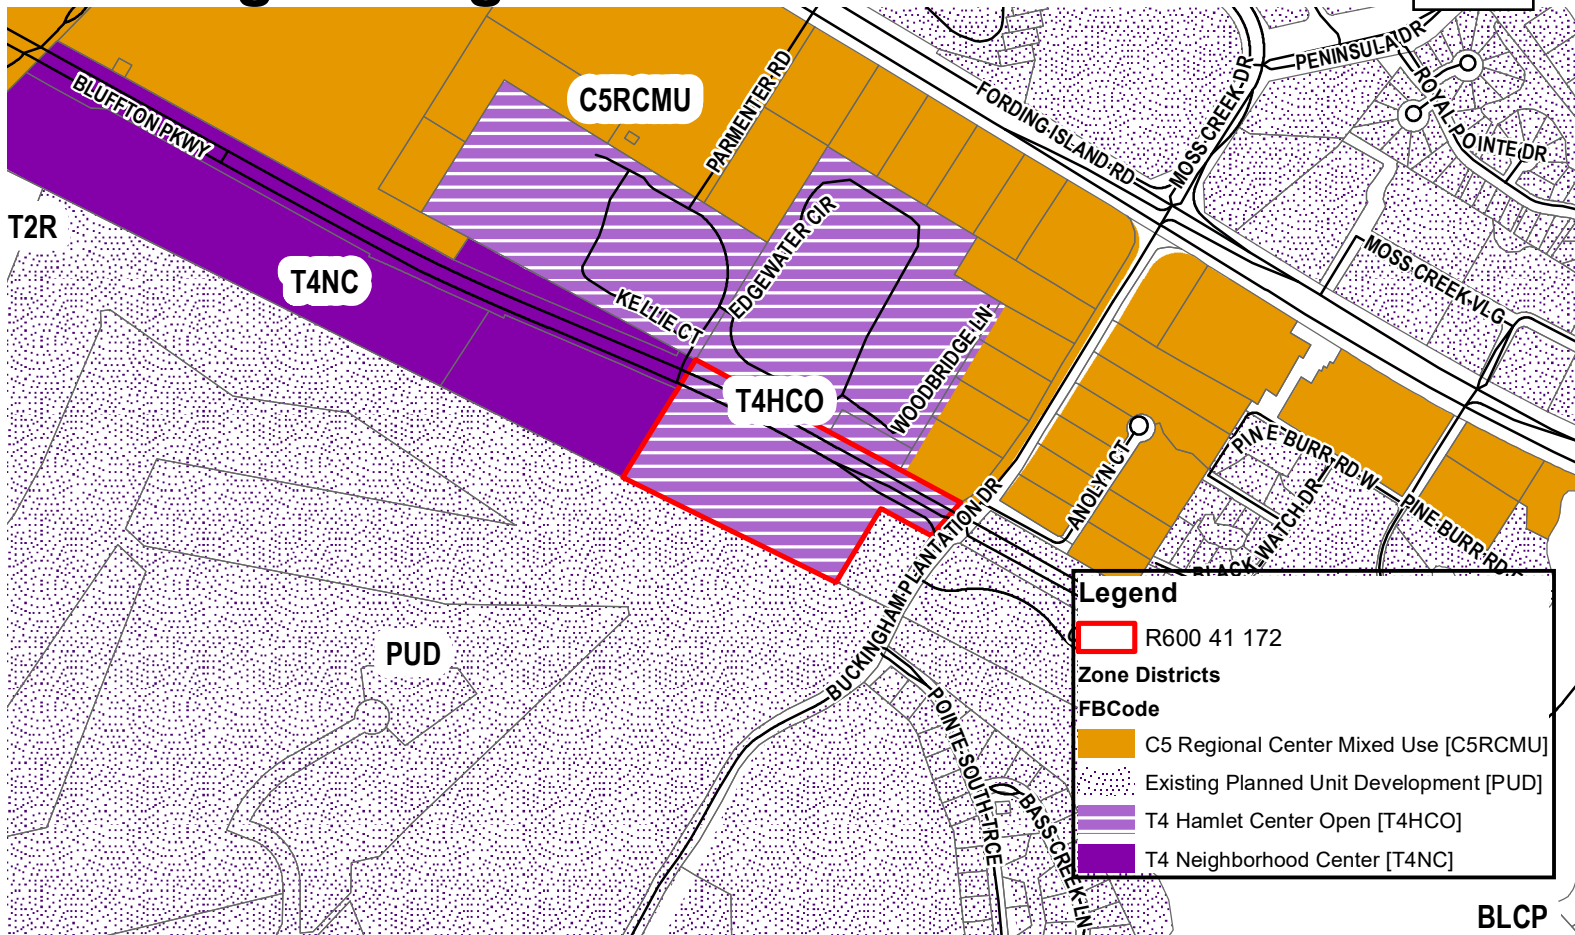 C5RCMU
PARMENTER RD
FORDING ISLAND RD
MOSS CREEK DR
PENINSULA DR
ROYAL POINTE DR
BLUFFTON PKWY
T2R
T4NC
KELLIE CT
EDGEWATER CIR
WOODBRIDGE LN
MOSS CREEK VLG
T4HCO
ANOLYN CT
PINE BURR RD W
BLACK WATCH DR
PINE BURR RD
BUCKINGHAM PLANTATION DR
PUD
POINTE SOUTH TRCE
BASS CREEK LN
Legend
R600 41 172
Zone Districts
FBCode
C5 Regional Center Mixed Use [C5RCMU]
Existing Planned Unit Development [PUD]
T4 Hamlet Center Open [T4HCO]
T4 Neighborhood Center [T4NC]
BLCP